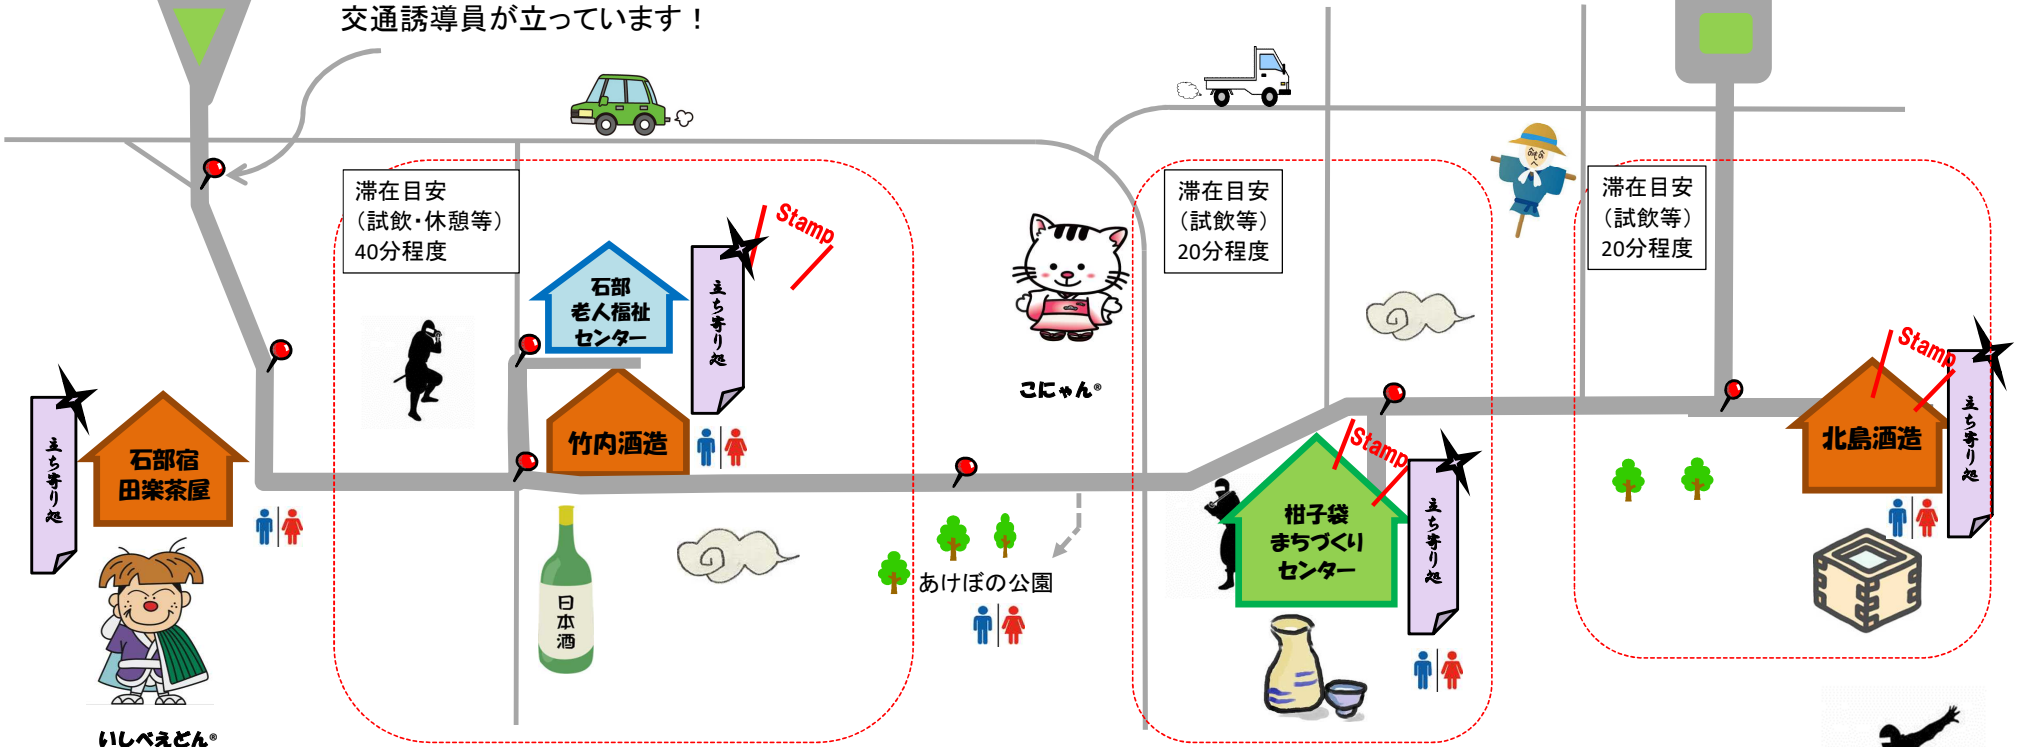 交通誘導員が立っています！
滞在目安
（試飲・休憩等）
40分程度
Stamp
石部
老人福祉
センター
立ち寄り処
竹内酒造
立ち寄り処
石部宿
田楽茶屋
いしべえどん®
日本酒
こにゃん®
あけぼの公園
滞在目安
（試飲等）
20分程度
Stamp
柑子袋
まちづくり
センター
立ち寄り処
滞在目安
（試飲等）
20分程度
Stamp
北島酒造
立ち寄り処